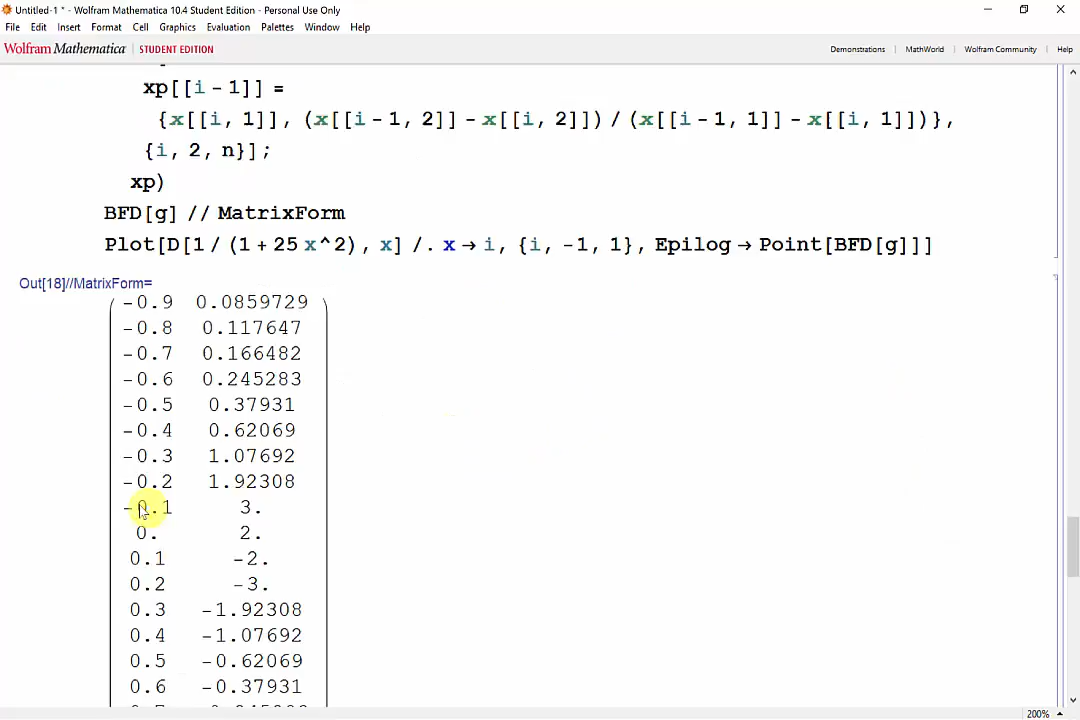 Untitled-1 * - Wolfram Mathematica 10.4 Student Edition - Personal Use Only
File Edit Insert Format Cell Graphics Evaluation Palettes Window Help
Wolfram Mathematica | STUDENT EDITION
Demonstrations | MathWorld | Wolfram Community | Help
xp[[i - 1]] =
{x[[i, 1]], (x[[i - 1, 2]] - x[[i, 2]]) / (x[[i - 1, 1]] - x[[i, 1]])},
{i, 2, n}];
xp)
BFD[g] // MatrixForm
Plot[D[1 / (1 + 25 x^2), x] /. x → i, {i, -1, 1}, Epilog → Point[BFD[g]]]
Out[18]//MatrixForm=
-0.9 0.0859729
-0.8 0.117647
-0.7 0.166482
-0.6 0.245283
-0.5 0.37931
-0.4 0.62069
-0.3 1.07692
-0.2 1.92308
-0.1 3.
0. 2.
0.1 -2.
0.2 -3.
0.3 -1.92308
0.4 -1.07692
0.5 -0.62069
0.6 -0.37931
200%